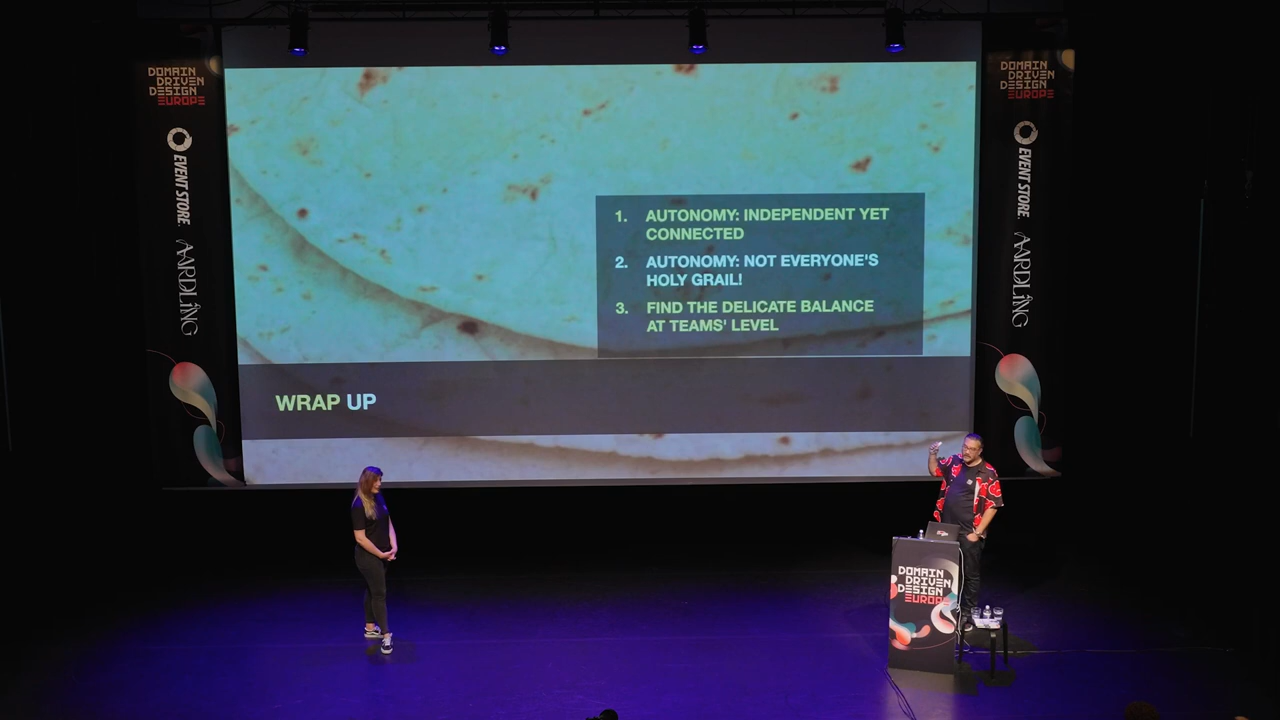 DOMAIN
DRIVEN
DESIGN
EUROPE
EVENT STORE
AARDLING
1. AUTONOMY: INDEPENDENT YET
CONNECTED
2. AUTONOMY: NOT EVERYONE'S
HOLY GRAIL!
3. FIND THE DELICATE BALANCE
AT TEAMS' LEVEL
WRAP UP
DOMAIN
DRIVEN
DESIGN
EUROPE
EVENT STORE
AARDLING
DOMAIN
DRIVEN
DESIGN
EUROPE